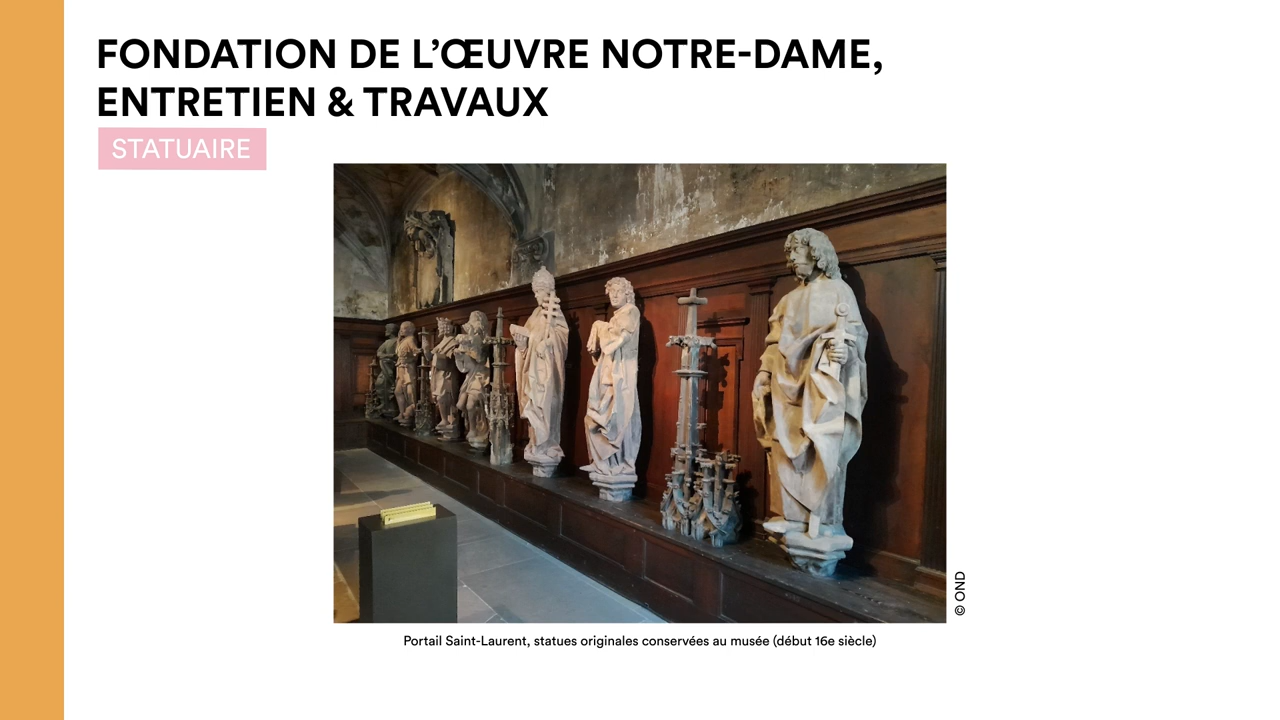 FONDATION DE L’ŒUVRE NOTRE-DAME,
ENTRETIEN & TRAVAUX
STATUAIRE
© OND
Portail Saint-Laurent, statues originales conservées au musée (début 16e siècle)